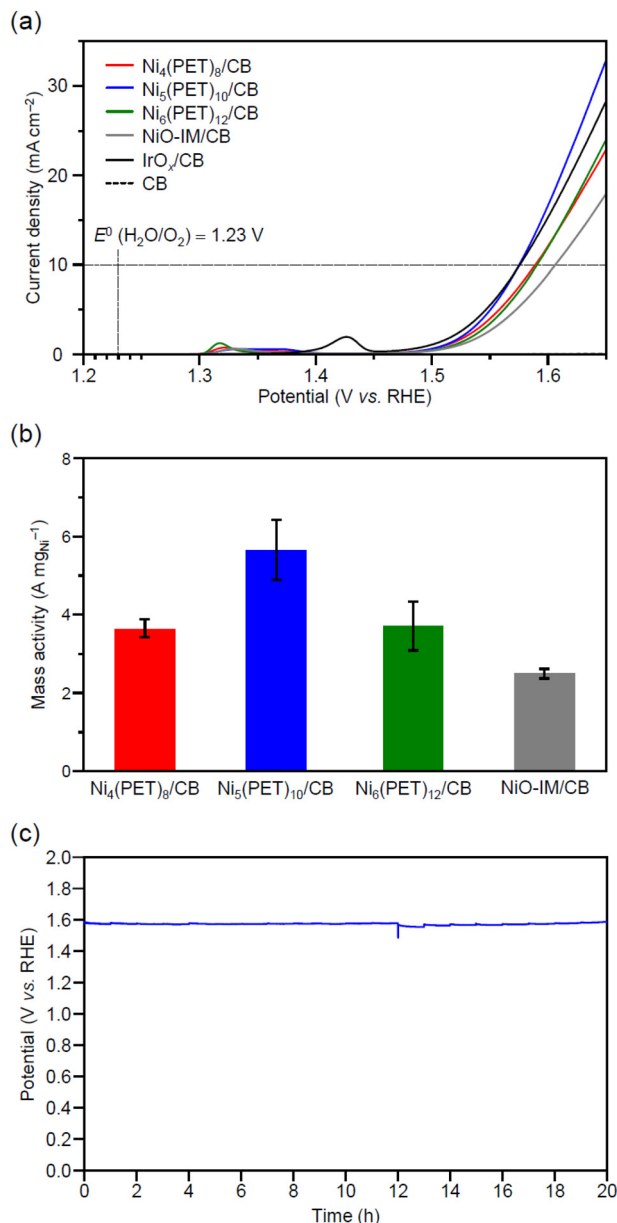 (a)
Ni₄(PET)₈/CB
Ni₅(PET)₁₀/CB
Ni₆(PET)₁₂/CB
NiO-IM/CB
IrOₓ/CB
CB
E⁰ (H₂O/O₂) = 1.23 V
Current density (mA cm⁻²)
30
20
10
0
1.2 1.3 1.4 1.5 1.6
Potential (V vs. RHE)
(b)
Mass activity (A mg_Ni⁻¹)
8
6
4
2
0
Ni₄(PET)₈/CB Ni₅(PET)₁₀/CB Ni₆(PET)₁₂/CB NiO-IM/CB
(c)
Potential (V vs. RHE)
2.0
1.8
1.6
1.4
1.2
1.0
0.8
0.6
0.4
0.2
0.0
0 2 4 6 8 10 12 14 16 18 20
Time (h)